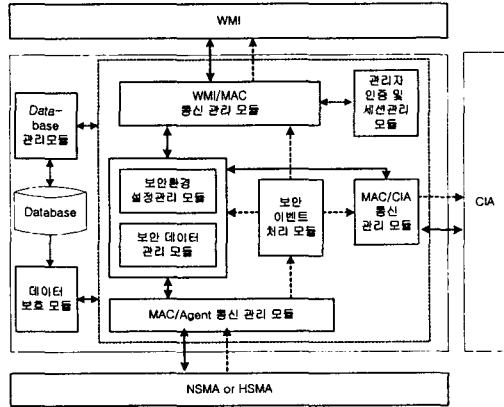 WMI
WMI/MAC
통신 관리 모듈
관리자
인증 및
세션관리
모듈
Data-
base
관리모듈
보안환경
설정관리 모듈
보안
이벤트
처리 모듈
MAC/CIA
통신
관리 모듈
CIA
Database
보안 데이터
관리 모듈
데이터
보호 모듈
MAC/Agent 통신 관리 모듈
NSMA or HSMA